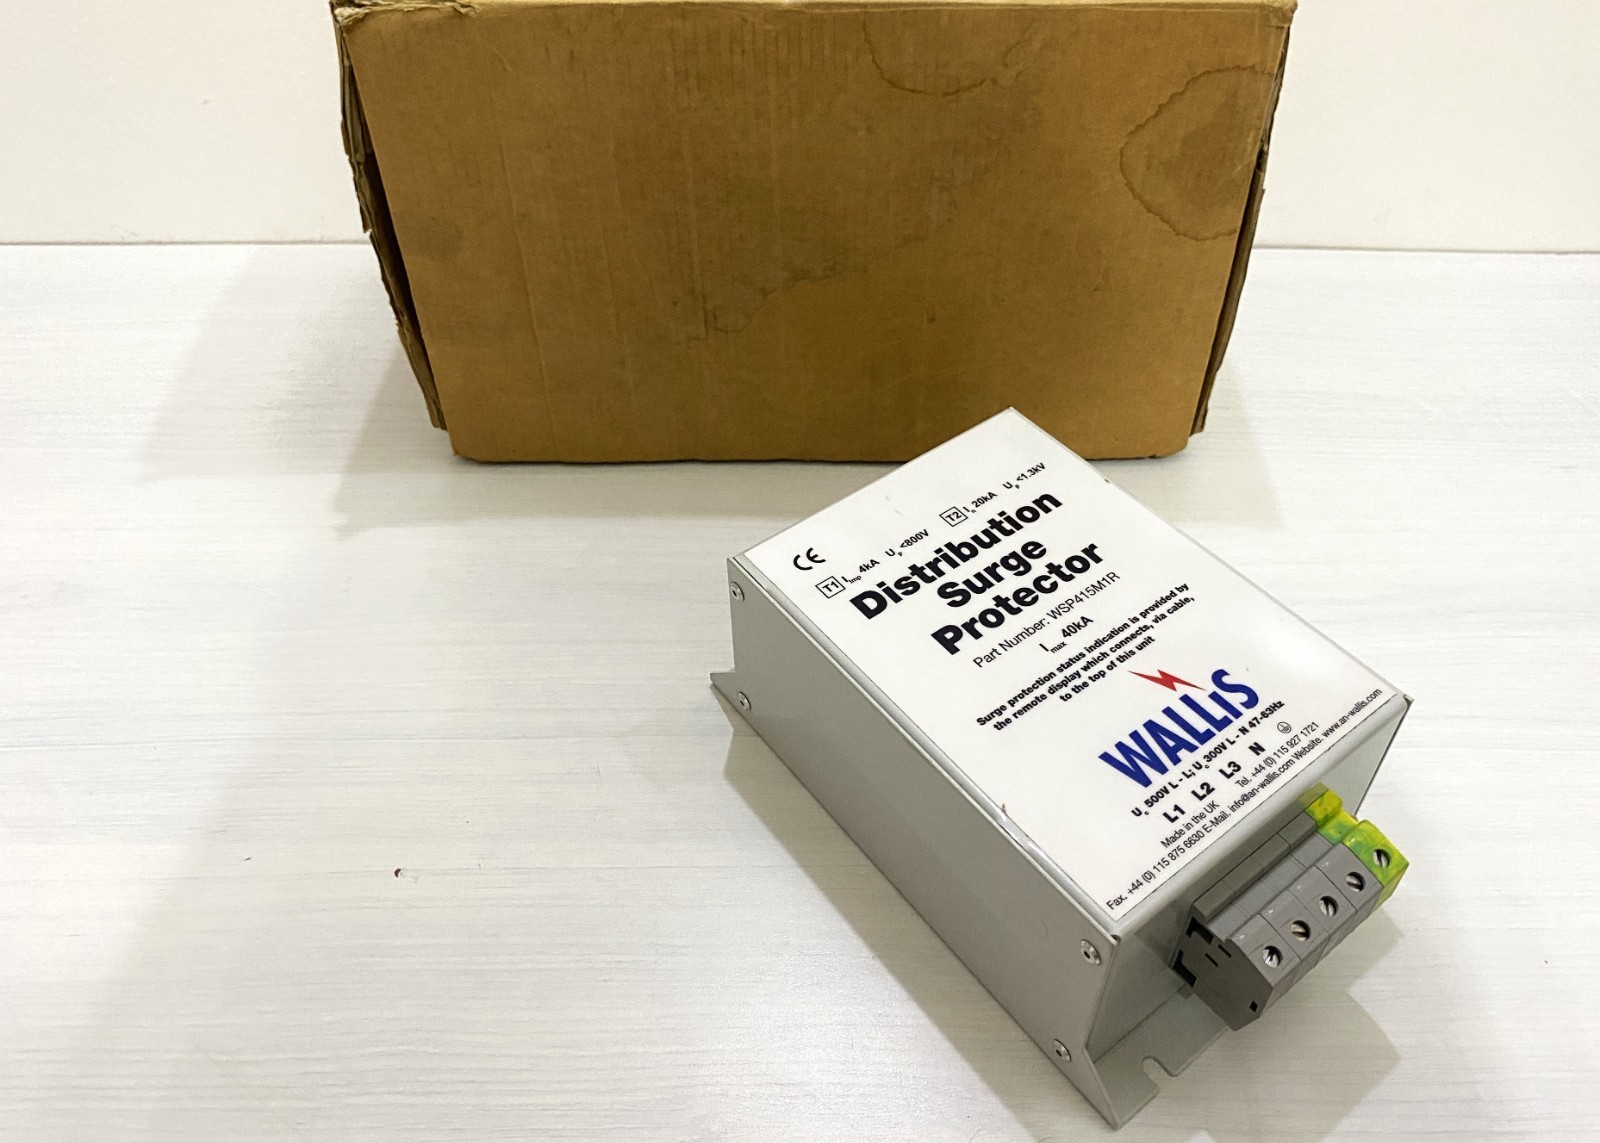 CE
T1 Iimp 4kA Up <800V T2 In 20kA Up <1.3kV
Distribution
Surge
Protector
Part Number: WSP415M1R
Imax 40kA
Surge protection status indication is provided by
the remote display which connects, via cable,
to the top of this unit
WALLiS
Uc 500V L - L; Uc 300V L - N 47-63Hz
L1 L2 L3 N
Made in the UK Tel. +44 (0) 115 927 1721
Fax. +44 (0) 115 875 6630 E-Mail. info@an-wallis.com Website. www.an-wallis.com